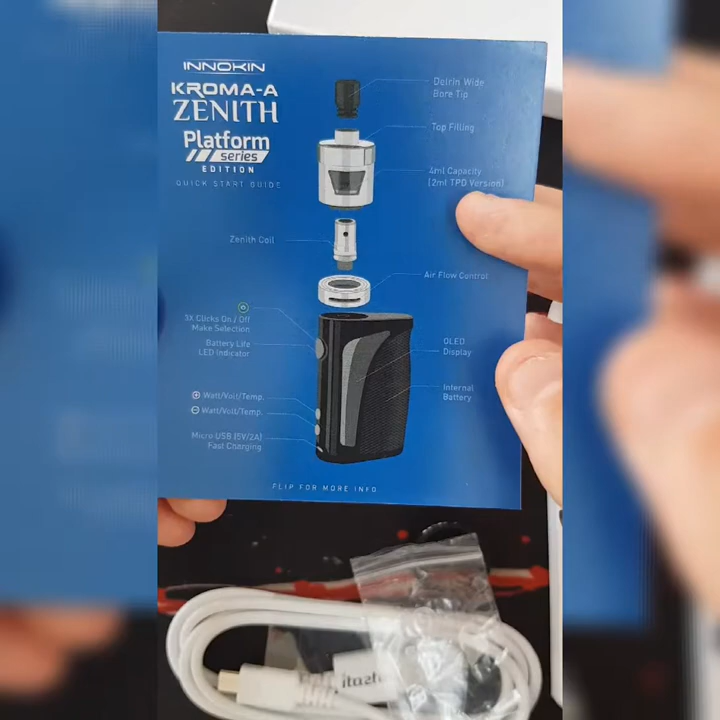 INNOKIN
KROMA-A
ZENITH
Platform
series
EDITION
QUICK START GUIDE
Delrin Wide
Bore Tip
Top Filling
4ml Capacity
(2ml TPD Version)
Zenith Coil
Air Flow Control
5X Clicks On / Off
Make Selection
Battery Life
LED Indicator
OLED
Display
Internal
Battery
Watt/Volt/Temp.
Watt/Volt/Temp.
Micro USB (5V/2A)
Fast Charging
FLIP FOR MORE INFO